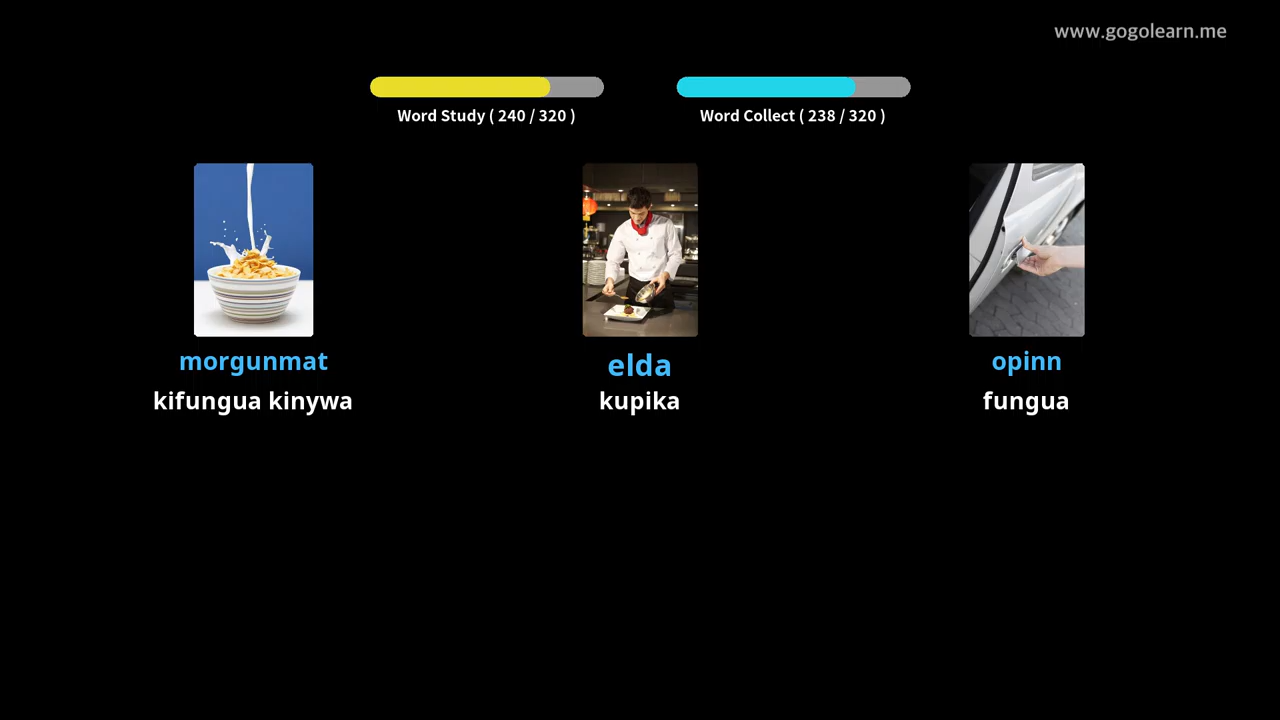 www.gogolearn.me
Word Study ( 240 / 320 )
Word Collect ( 238 / 320 )
morgunmat
elda
opinn
kifungua kinywa
kupika
fungua